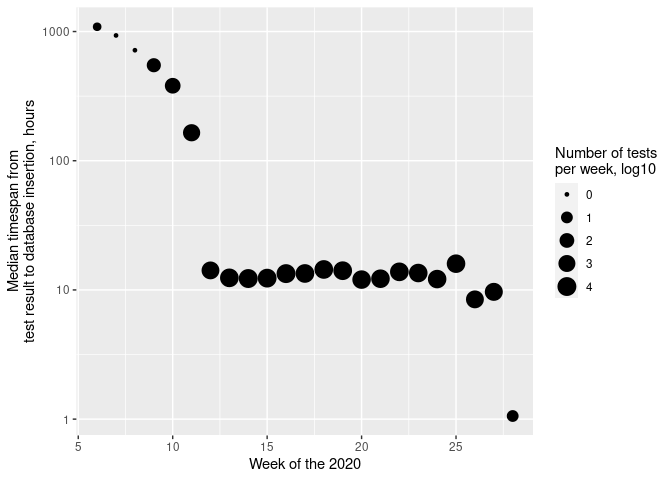 Median timespan from
test result to database insertion, hours
1000
100
10
1
5
10
15
20
25
Week of the 2020
Number of tests
per week, log10
0
1
2
3
4